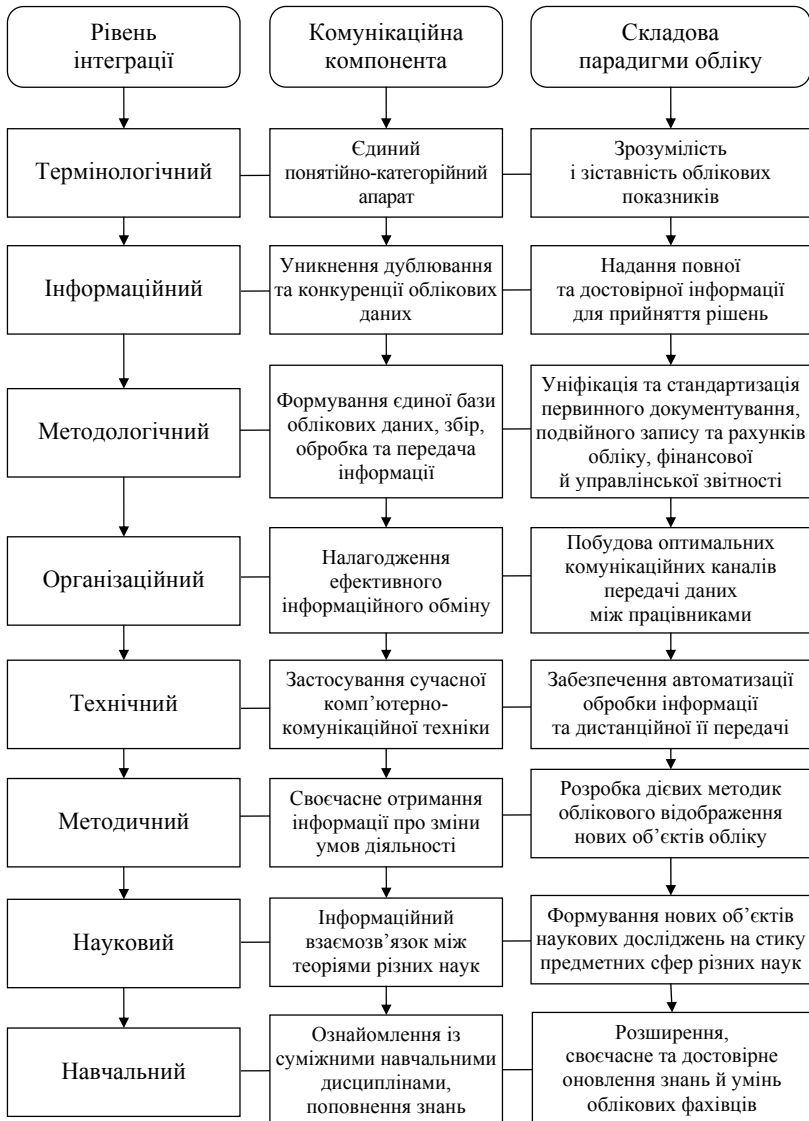 Рівень
інтеграції
Комунікаційна
компонента
Складова
парадигми обліку
Термінологічний
Єдиний
понятійно-категорійний
апарат
Зрозумілість
і зіставність облікових
показників
Інформаційний
Уникнення дублювання
та конкуренції облікових
даних
Надання повної
та достовірної інформації
для прийняття рішень
Методологічний
Формування єдиної бази
облікових даних, збір,
обробка та передача
інформації
Уніфікація та стандартизація
первинного документування,
подвійного запису та рахунків
обліку, фінансової
й управлінської звітності
Організаційний
Налагодження
ефективного
інформаційного обміну
Побудова оптимальних
комунікаційних каналів
передачі даних
між працівниками
Технічний
Застосування сучасної
комп’ютерно-
комунікаційної техніки
Забезпечення автоматизації
обробки інформації
та дистанційної її передачі
Методичний
Своєчасне отримання
інформації про зміни
умов діяльності
Розробка дієвих методик
облікового відображення
нових об’єктів обліку
Науковий
Інформаційний
взаємозв’язок між
теоріями різних наук
Формування нових об’єктів
наукових досліджень на стику
предметних сфер різних наук
Навчальний
Ознайомлення із
суміжними навчальними
дисциплінами,
поповнення знань
Розширення,
своєчасне та достовірне
оновлення знань й умінь
облікових фахівців